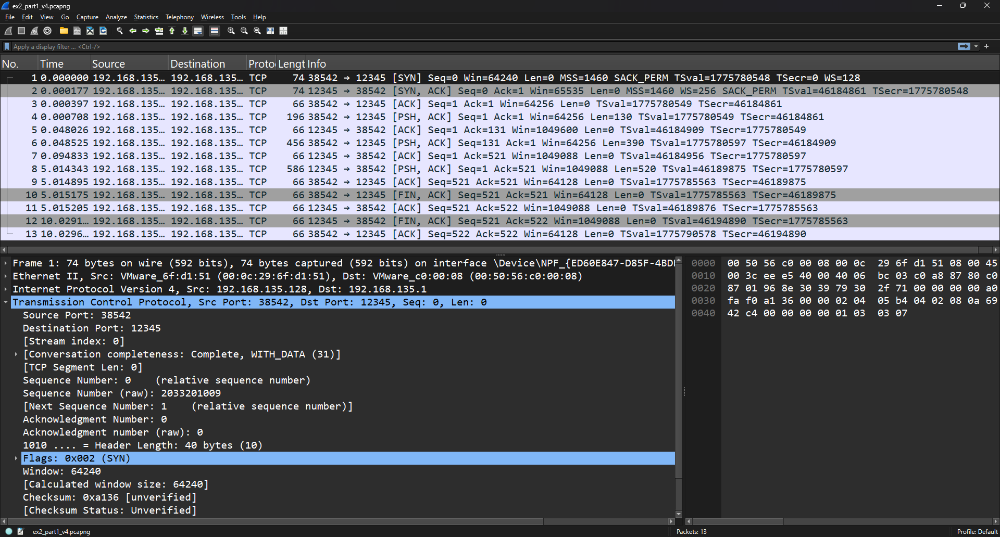 ex2_part1_v4.pcapng
File Edit View Go Capture Analyze Statistics Telephony Wireless Tools Help
Apply a display filter ... <Ctrl-/>
No. Time Source Destination Proto Lengt Info
1 0.000000 192.168.135… 192.168.135… TCP 74 38542 → 12345 [SYN] Seq=0 Win=64240 Len=0 MSS=1460 SACK_PERM TSval=1775780548 TSecr=0 WS=128
2 0.000177 192.168.135… 192.168.135… TCP 74 12345 → 38542 [SYN, ACK] Seq=0 Ack=1 Win=65535 Len=0 MSS=1460 WS=256 SACK_PERM TSval=46184861 TSecr=1775780548
3 0.000397 192.168.135… 192.168.135… TCP 66 38542 → 12345 [ACK] Seq=1 Ack=1 Win=64256 Len=0 TSval=1775780549 TSecr=46184861
4 0.000708 192.168.135… 192.168.135… TCP 196 38542 → 12345 [PSH, ACK] Seq=1 Ack=1 Win=64256 Len=130 TSval=1775780549 TSecr=46184861
5 0.048026 192.168.135… 192.168.135… TCP 66 12345 → 38542 [ACK] Seq=1 Ack=131 Win=1049600 Len=0 TSval=46184909 TSecr=1775780549
6 0.048525 192.168.135… 192.168.135… TCP 456 38542 → 12345 [PSH, ACK] Seq=131 Ack=1 Win=64256 Len=390 TSval=1775780597 TSecr=46184909
7 0.094833 192.168.135… 192.168.135… TCP 66 12345 → 38542 [ACK] Seq=1 Ack=521 Win=1049088 Len=0 TSval=46184956 TSecr=1775780597
8 5.014343 192.168.135… 192.168.135… TCP 586 12345 → 38542 [PSH, ACK] Seq=1 Ack=521 Win=1049088 Len=520 TSval=46189875 TSecr=1775780597
9 5.014895 192.168.135… 192.168.135… TCP 66 38542 → 12345 [ACK] Seq=521 Ack=521 Win=64128 Len=0 TSval=1775785563 TSecr=46189875
10 5.015175 192.168.135… 192.168.135… TCP 66 38542 → 12345 [FIN, ACK] Seq=521 Ack=521 Win=64128 Len=0 TSval=1775785563 TSecr=46189875
11 5.015205 192.168.135… 192.168.135… TCP 66 12345 → 38542 [ACK] Seq=521 Ack=522 Win=1049088 Len=0 TSval=46189876 TSecr=1775785563
12 10.0291… 192.168.135… 192.168.135… TCP 66 12345 → 38542 [FIN, ACK] Seq=521 Ack=522 Win=1049088 Len=0 TSval=46194890 TSecr=1775785563
13 10.0296… 192.168.135… 192.168.135… TCP 66 38542 → 12345 [ACK] Seq=522 Ack=522 Win=64128 Len=0 TSval=1775790578 TSecr=46194890
Frame 1: 74 bytes on wire (592 bits), 74 bytes captured (592 bits) on interface \Device\NPF_{ED60E847-D85F-4BD
Ethernet II, Src: VMware_6f:d1:51 (00:0c:29:6f:d1:51), Dst: VMware_c0:00:08 (00:50:56:c0:00:08)
Internet Protocol Version 4, Src: 192.168.135.128, Dst: 192.168.135.1
Transmission Control Protocol, Src Port: 38542, Dst Port: 12345, Seq: 0, Len: 0
Source Port: 38542
Destination Port: 12345
[Stream index: 0]
[Conversation completeness: Complete, WITH_DATA (31)]
[TCP Segment Len: 0]
Sequence Number: 0 (relative sequence number)
Sequence Number (raw): 2033201009
[Next Sequence Number: 1 (relative sequence number)]
Acknowledgment Number: 0
Acknowledgment number (raw): 0
1010 .... = Header Length: 40 bytes (10)
Flags: 0x002 (SYN)
Window: 64240
[Calculated window size: 64240]
Checksum: 0xa136 [unverified]
[Checksum Status: Unverified]
0000 00 50 56 c0 00 08 00 0c 29 6f d1 51 08 00 45
0010 00 3c ee e5 40 00 40 06 bc 03 c0 a8 87 80 c0
0020 87 01 96 8e 30 39 79 30 2f 71 00 00 00 00 a0
0030 fa f0 a1 36 00 00 02 04 05 b4 04 02 08 0a 69
0040 42 c4 00 00 00 00 01 03 03 07
ex2_part1_v4.pcapng
Packets: 13
Profile: Default